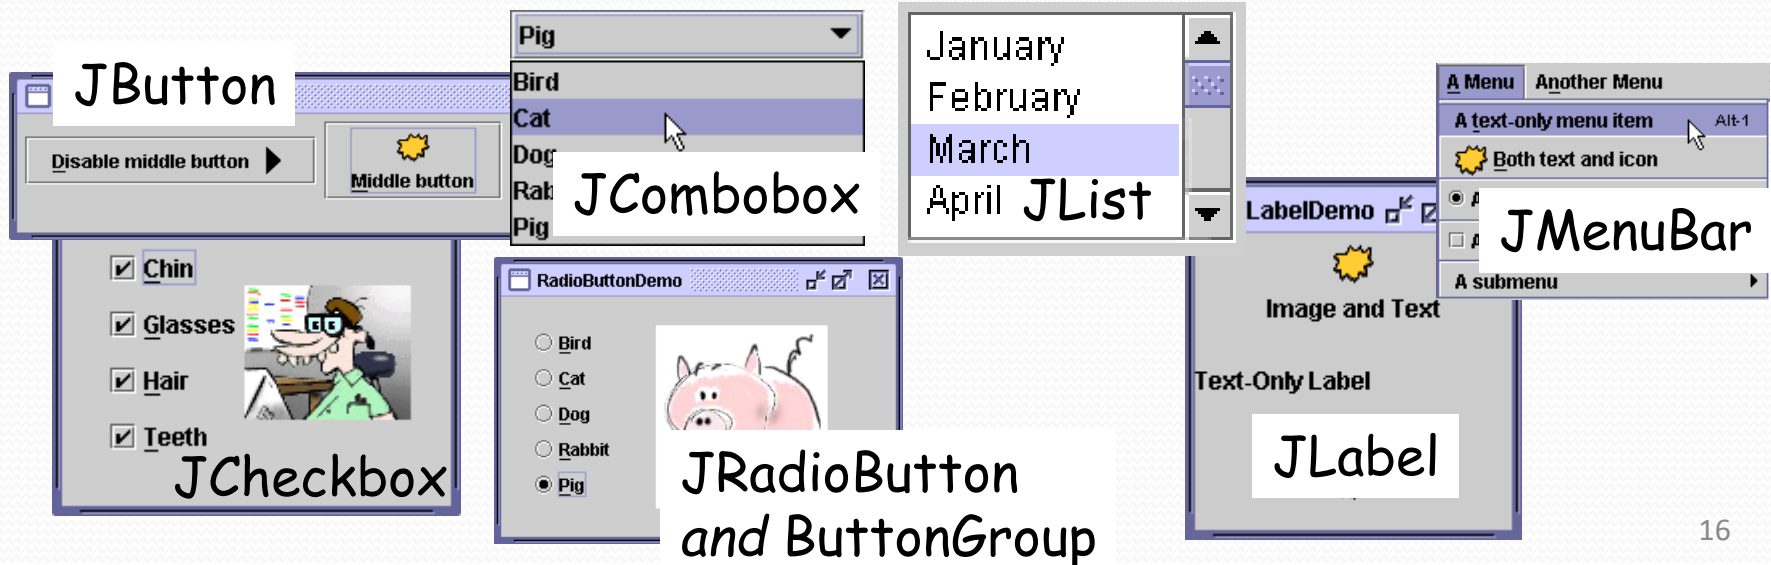 JButton
Disable middle button
Middle button
Pig
Bird
Cat
Dog
Rab
Pig
JCombobox
January
February
March
April
JList
A Menu Another Menu
A text-only menu item Alt-1
Both text and icon
A
A
A submenu
JMenuBar
Chin
Glasses
Hair
Teeth
JCheckbox
RadioButtonDemo
Bird
Cat
Dog
Rabbit
Pig
JRadioButton
and ButtonGroup
LabelDemo
Image and Text
Text-Only Label
JLabel
16